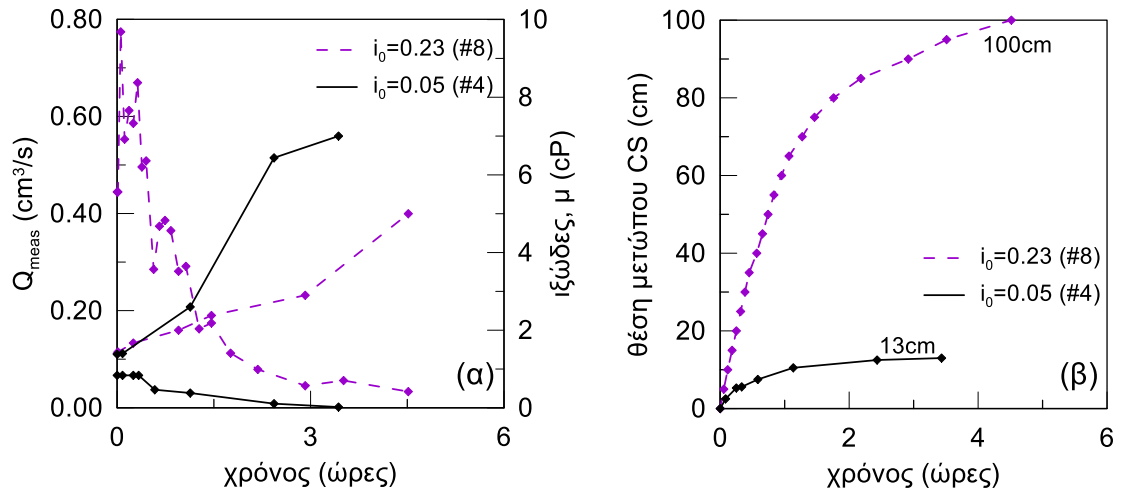 0.80
0.60
0.40
0.20
0.00
Q_meas (cm³/s)
10
8
6
4
2
0
ιξώδες, μ (cP)
i₀=0.23 (#8)
i₀=0.05 (#4)
(α)
0
3
6
χρόνος (ώρες)
100
80
60
40
20
0
θέση μετώπου CS (cm)
100cm
i₀=0.23 (#8)
i₀=0.05 (#4)
13cm
(β)
0
2
4
6
χρόνος (ώρες)